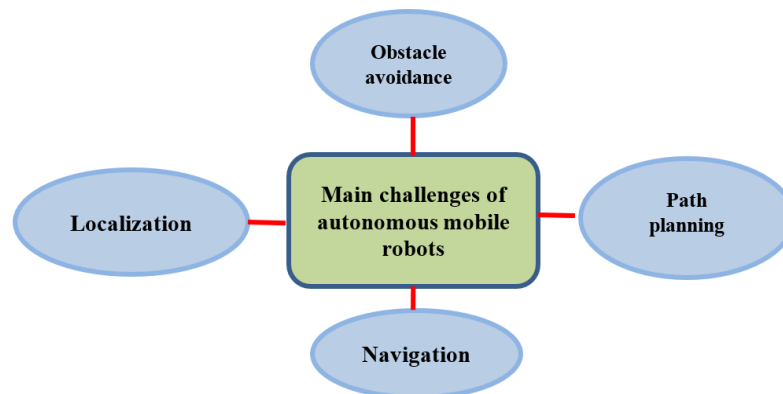 Obstacle
avoidance
Localization
Main challenges of
autonomous mobile
robots
Path
planning
Navigation